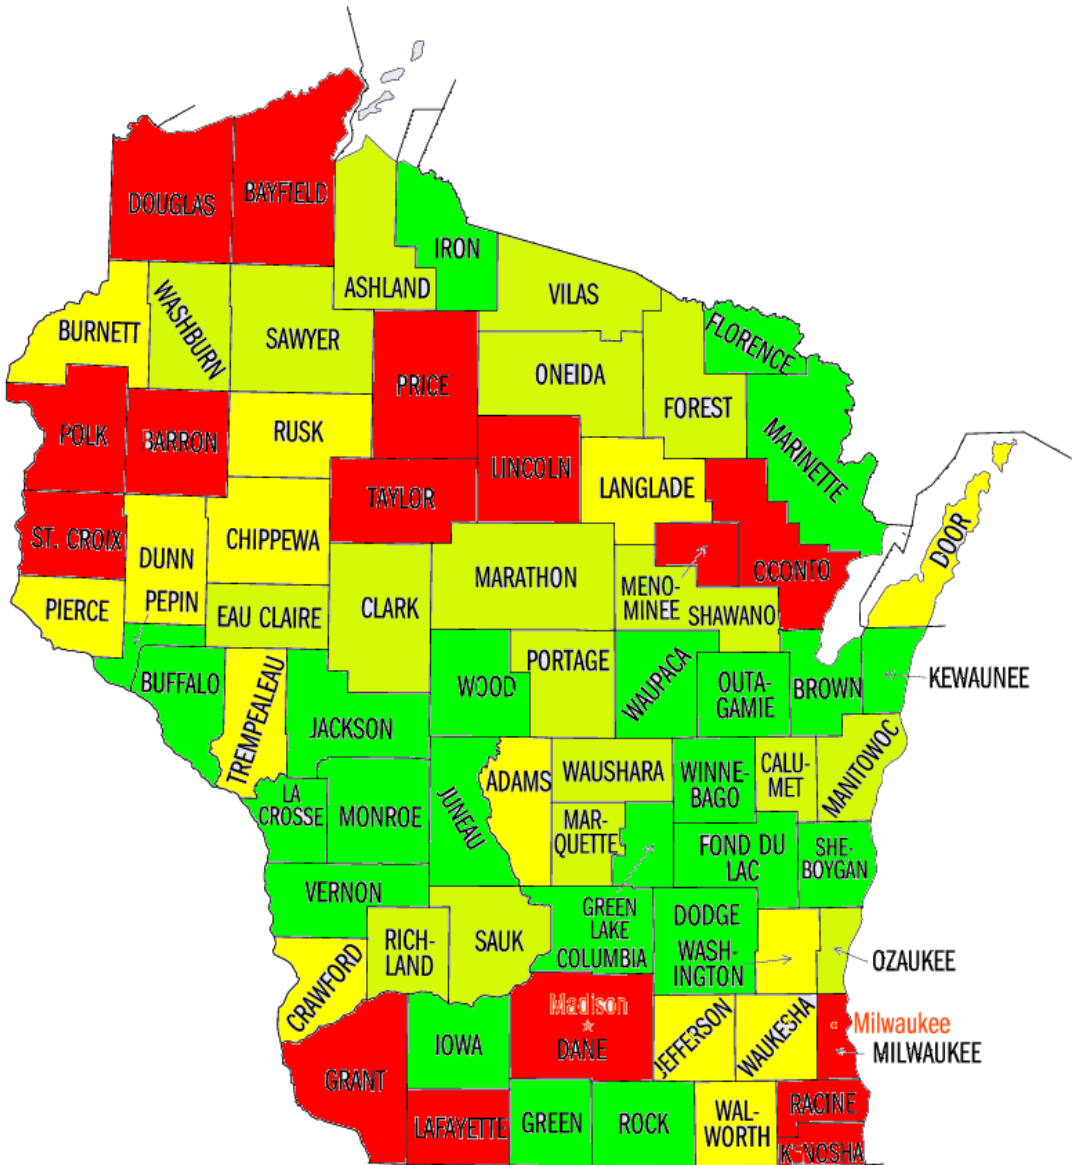 DOUGLAS
BAYFIELD
IRON
ASHLAND
VILAS
WASHBURN
BURNETT
SAWYER
FLORENCE
ONEIDA
PRICE
FOREST
RUSK
POLK
BARRON
MARINETTE
LINCOLN
LANGLADE
TAYLOR
ST. CROIX
CHIPPEWA
DUNN
DOOR
OCONTO
MARATHON
MENO-
MINEE
SHAWANO
CLARK
PIERCE
PEPIN
EAU CLAIRE
PORTAGE
WAUPACA
BUFFALO
WOOD
OUTA-
GAMIE
BROWN
KEWAUNEE
TREMPEALEAU
JACKSON
ADAMS
WAUSHARA
WINNE-
BAGO
CALU-
MET
MANITOWOC
LA
CROSSE
MONROE
JUNEAU
MAR-
QUETTE
FOND DU
LAC
SHE-
BOYGAN
VERNON
GREEN
LAKE
DODGE
RICH-
LAND
SAUK
COLUMBIA
WASH-
INGTON
OZAUKEE
CRAWFORD
Madison
DANE
JEFFERSON
WAUKESHA
Milwaukee
MILWAUKEE
IOWA
GRANT
LAFAYETTE
GREEN
ROCK
WAL-
WORTH
RACINE
K NOSHA